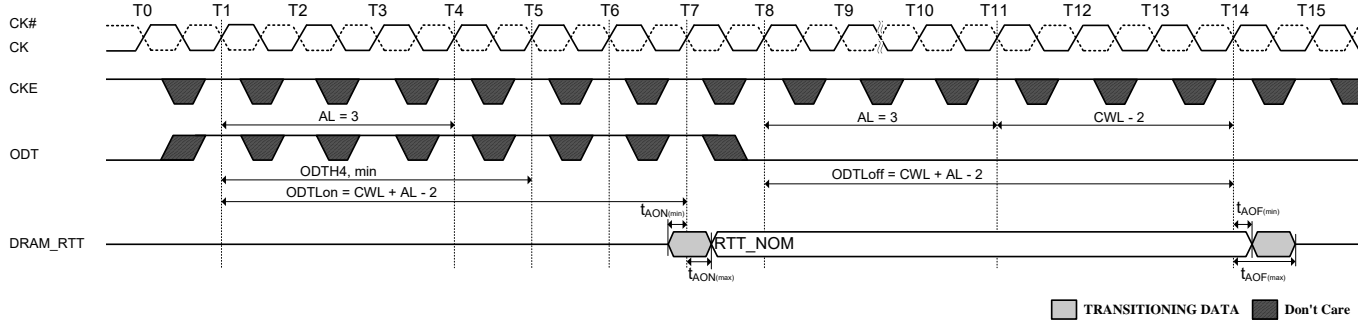 T0 T1 T2 T3 T4 T5 T6 T7 T8 T9 T10 T11 T12 T13 T14 T15
CK#
CK
CKE
AL = 3 AL = 3 CWL - 2
ODT
ODTH4, min
ODTLon = CWL + AL - 2 ODTLoff = CWL + AL - 2
tAON(min) tAOF(min)
DRAM_RTT RTT_NOM
tAON(max) tAOF(max)
TRANSITIONING DATA Don't Care